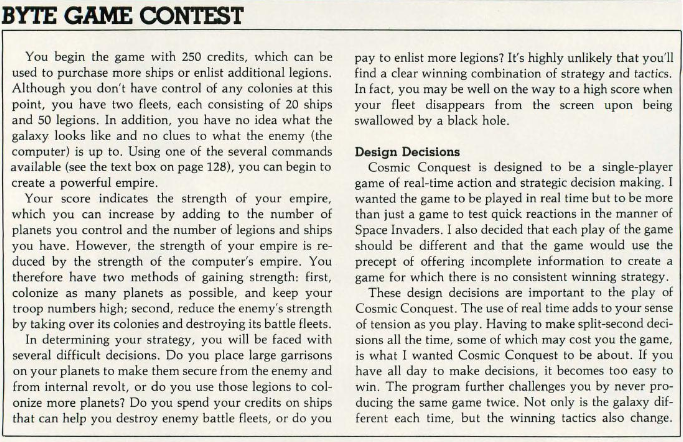 BYTE GAME CONTEST
You begin the game with 250 credits, which can be
used to purchase more ships or enlist additional legions.
Although you don't have control of any colonies at this
point, you have two fleets, each consisting of 20 ships
and 50 legions. In addition, you have no idea what the
galaxy looks like and no clues to what the enemy (the
computer) is up to. Using one of the several commands
available (see the text box on page 128), you can begin to
create a powerful empire.
Your score indicates the strength of your empire,
which you can increase by adding to the number of
planets you control and the number of legions and ships
you have. However, the strength of your empire is re-
duced by the strength of the computer's empire. You
therefore have two methods of gaining strength: first,
colonize as many planets as possible, and keep your
troop numbers high; second, reduce the enemy's strength
by taking over its colonies and destroying its battle fleets.
In determining your strategy, you will be faced with
several difficult decisions. Do you place large garrisons
on your planets to make them secure from the enemy and
from internal revolt, or do you use those legions to col-
onize more planets? Do you spend your credits on ships
that can help you destroy enemy battle fleets, or do you
pay to enlist more legions? It's highly unlikely that you'll
find a clear winning combination of strategy and tactics.
In fact, you may be well on the way to a high score when
your fleet disappears from the screen upon being
swallowed by a black hole.
Design Decisions
Cosmic Conquest is designed to be a single-player
game of real-time action and strategic decision making. I
wanted the game to be played in real time but to be more
than just a game to test quick reactions in the manner of
Space Invaders. I also decided that each play of the game
should be different and that the game would use the
precept of offering incomplete information to create a
game for which there is no consistent winning strategy.
These design decisions are important to the play of
Cosmic Conquest. The use of real time adds to your sense
of tension as you play. Having to make split-second deci-
sions all the time, some of which may cost you the game,
is what I wanted Cosmic Conquest to be about. If you
have all day to make decisions, it becomes too easy to
win. The program further challenges you by never pro-
ducing the same game twice. Not only is the galaxy dif-
ferent each time, but the winning tactics also change.